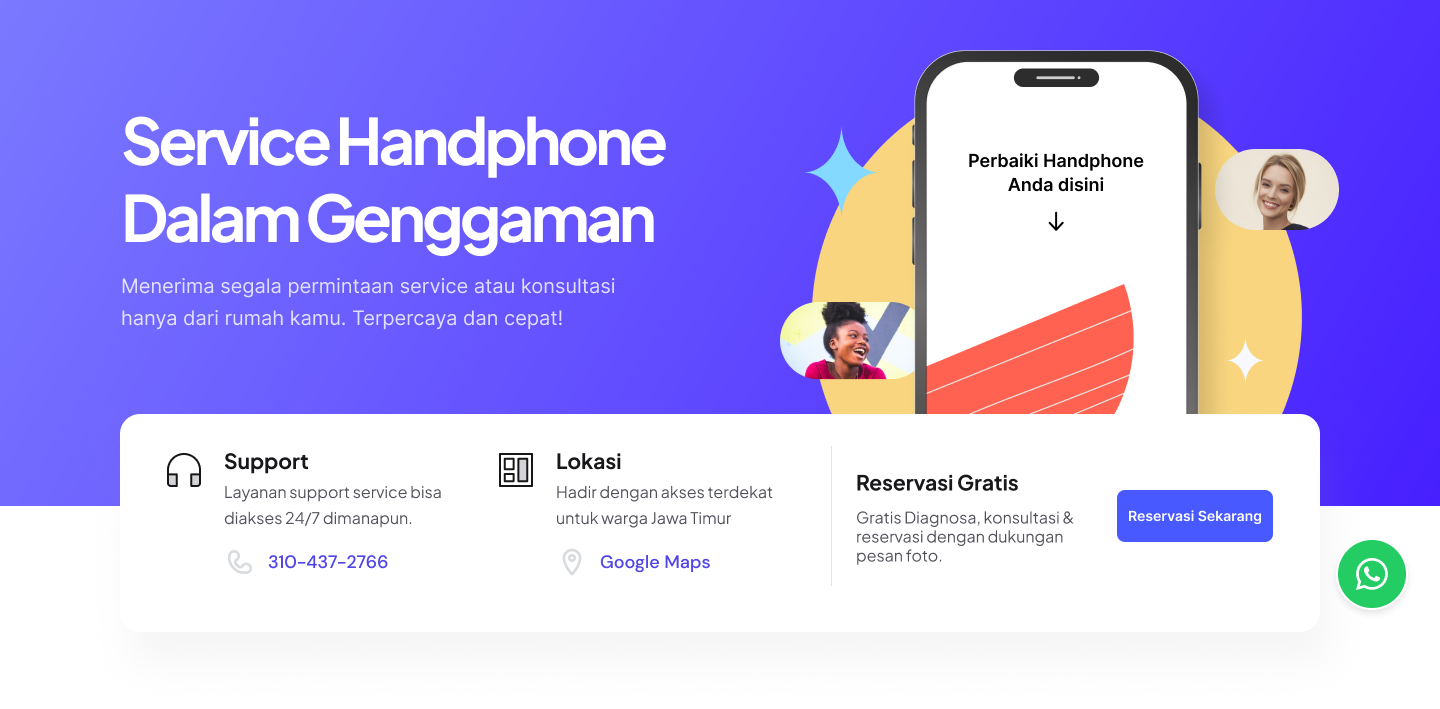 Service Handphone
Dalam Genggaman
Menerima segala permintaan service atau konsultasi
hanya dari rumah kamu. Terpercaya dan cepat!
Perbaiki Handphone
Anda disini
Support
Layanan support service bisa
diakses 24/7 dimanapun.
310-437-2766
Lokasi
Hadir dengan akses terdekat
untuk warga Jawa Timur
Google Maps
Reservasi Gratis
Gratis Diagnosa, konsultasi &
reservasi dengan dukungan
pesan foto.
Reservasi Sekarang